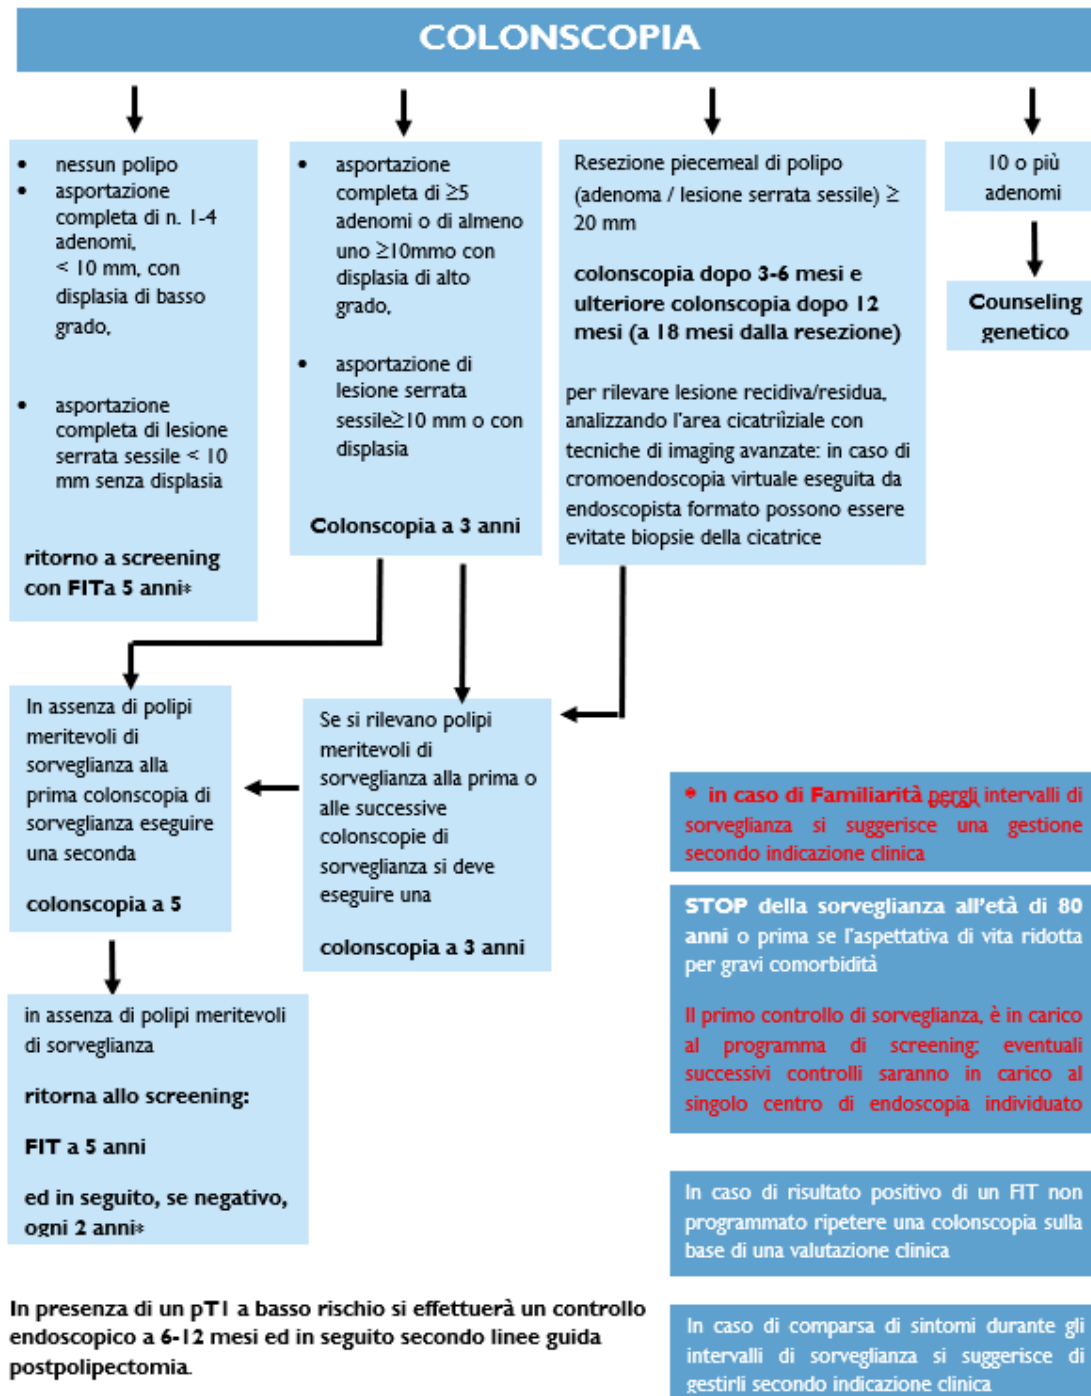 COLONSCOPIA
• nessun polipo
• asportazione
completa di n. 1-4
adenomi,
< 10 mm, con
displasia di basso
grado,
• asportazione
completa di lesione
serrata sessile < 10
mm senza displasia
ritorno a screening
con FITa 5 anni*
• asportazione
completa di ≥5
adenomi o di almeno
uno ≥10mmo con
displasia di alto
grado,
• asportazione di
lesione serrata
sessile≥10 mm o con
displasia
Colonscopia a 3 anni
Resezione piecemeal di polipo
(adenoma / lesione serrata sessile) ≥
20 mm
colonscopia dopo 3-6 mesi e
ulteriore colonscopia dopo 12
mesi (a 18 mesi dalla resezione)
per rilevare lesione recidiva/residua,
analizzando l'area cicatriiziale con
tecniche di imaging avanzate: in caso di
cromoendoscopia virtuale eseguita da
endoscopista formato possono essere
evitate biopsie della cicatrice
10 o più
adenomi
Counseling
genetico
In assenza di polipi
meritevoli di
sorveglianza alla
prima colonscopia di
sorveglianza eseguire
una seconda
colonscopia a 5
Se si rilevano polipi
meritevoli di
sorveglianza alla prima o
alle successive
colonscopie di
sorveglianza si deve
eseguire una
colonscopia a 3 anni
in assenza di polipi meritevoli
di sorveglianza
ritorna allo screening:
FIT a 5 anni
ed in seguito, se negativo,
ogni 2 anni*
* in caso di Familiarità pergli intervalli di
sorveglianza si suggerisce una gestione
secondo indicazione clinica
STOP della sorveglianza all'età di 80
anni o prima se l'aspettativa di vita ridotta
per gravi comorbidità
Il primo controllo di sorveglianza, è in carico
al programma di screening; eventuali
successivi controlli saranno in carico al
singolo centro di endoscopia individuato
In caso di risultato positivo di un FIT non
programmato ripetere una colonscopia sulla
base di una valutazione clinica
In caso di comparsa di sintomi durante gli
intervalli di sorveglianza si suggerisce di
gestirli secondo indicazione clinica
In presenza di un pT1 a basso rischio si effettuerà un controllo
endoscopico a 6-12 mesi ed in seguito secondo linee guida
postpolipectomia.